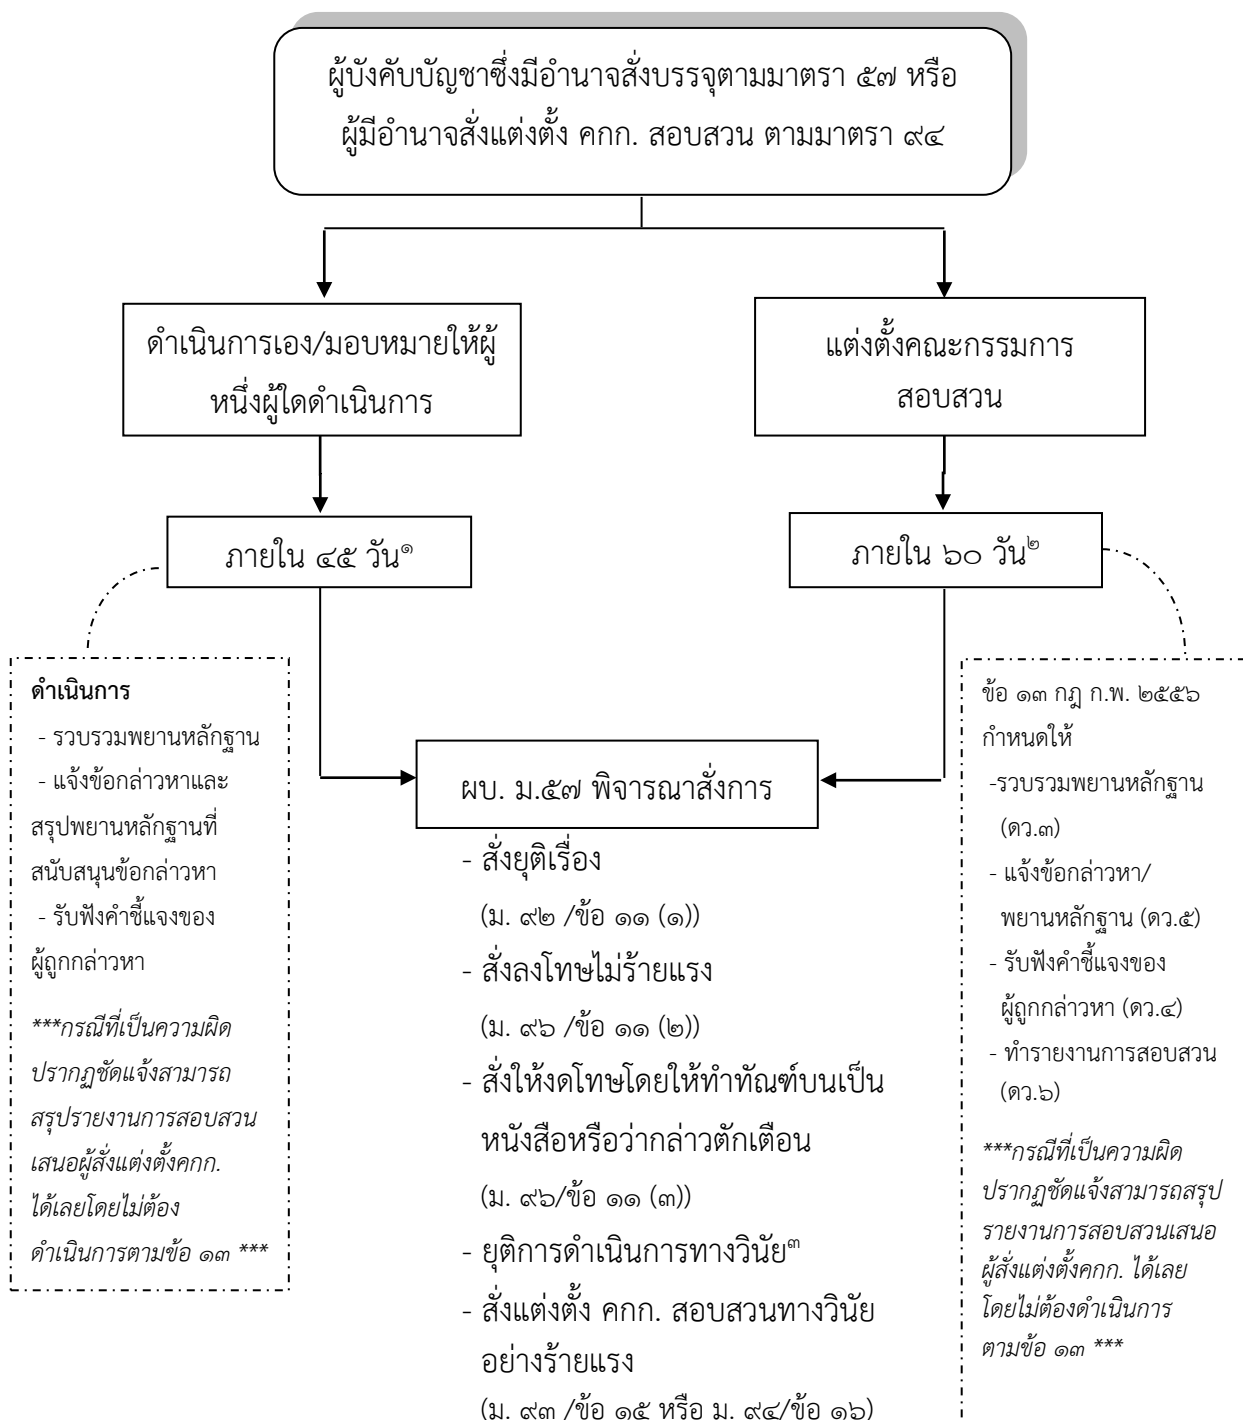 ผู้บังคับบัญชาซึ่งมีอำนาจสั่งบรรจุตามมาตรา ๕๗ หรือ
ผู้มีอำนาจสั่งแต่งตั้ง คกก. สอบสวน ตามมาตรา ๙๔
ดำเนินการเอง/มอบหมายให้ผู้
หนึ่งผู้ใดดำเนินการ
แต่งตั้งคณะกรรมการ
สอบสวน
ภายใน ๔๕ วัน๑
ภายใน ๖๐ วัน๒
ดำเนินการ
- รวบรวมพยานหลักฐาน
- แจ้งข้อกล่าวหาและ
สรุปพยานหลักฐานที่
สนับสนุนข้อกล่าวหา
- รับฟังคำชี้แจงของ
ผู้ถูกกล่าวหา
***กรณีที่เป็นความผิด
ปรากฏชัดแจ้งสามารถ
สรุปรายงานการสอบสวน
เสนอผู้สั่งแต่งตั้งคกก.
ได้เลยโดยไม่ต้อง
ดำเนินการตามข้อ ๑๓ ***
ผบ. ม.๕๗ พิจารณาสั่งการ
- สั่งยุติเรื่อง
(ม. ๙๒ /ข้อ ๑๑ (๑))
- สั่งลงโทษไม่ร้ายแรง
(ม. ๙๖ /ข้อ ๑๑ (๒))
- สั่งให้งดโทษโดยให้ทำทัณฑ์บนเป็น
หนังสือหรือว่ากล่าวตักเตือน
(ม. ๙๖/ข้อ ๑๑ (๓))
- ยุติการดำเนินการทางวินัย๓
- สั่งแต่งตั้ง คกก. สอบสวนทางวินัย
อย่างร้ายแรง
(ม. ๙๓ /ข้อ ๑๕ หรือ ม. ๙๔/ข้อ ๑๖)
ข้อ ๑๓ กฎ ก.พ. ๒๕๕๖
กำหนดให้
-รวบรวมพยานหลักฐาน
(ดว.๓)
- แจ้งข้อกล่าวหา/
พยานหลักฐาน (ดว.๕)
- รับฟังคำชี้แจงของ
ผู้ถูกกล่าวหา (ดว.๔)
- ทำรายงานการสอบสวน
(ดว.๖)
***กรณีที่เป็นความผิด
ปรากฏชัดแจ้งสามารถสรุป
รายงานการสอบสวนเสนอ
ผู้สั่งแต่งตั้งคกก. ได้เลย
โดยไม่ต้องดำเนินการ
ตามข้อ ๑๓ ***